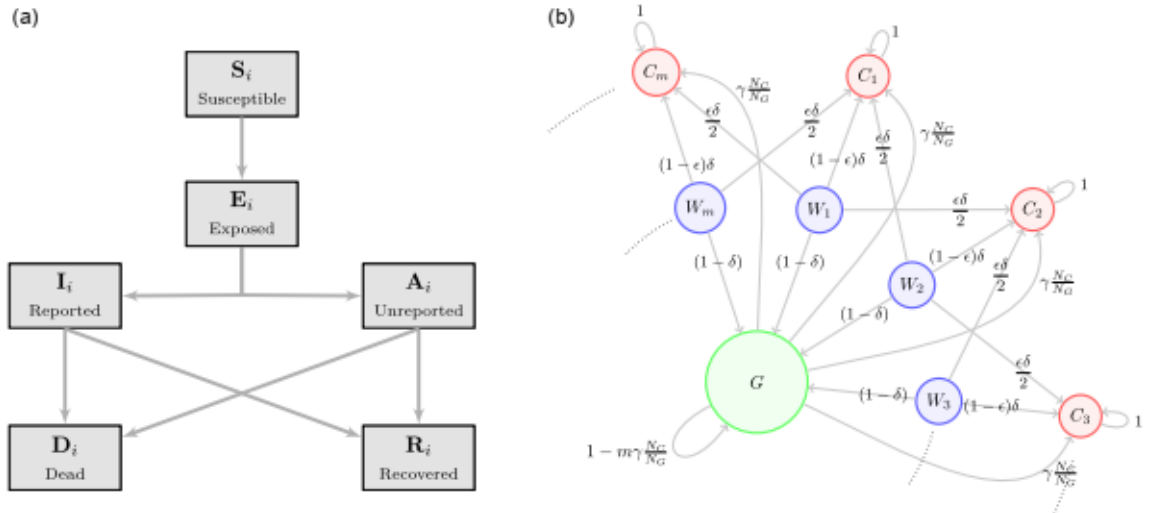 (a)
S_i
Susceptible
E_i
Exposed
I_i
Reported
A_i
Unreported
D_i
Dead
R_i
Recovered
(b)
1
1
C_m
C_1
γ N_C/N_G
ϵδ/2
ϵδ/2
ϵδ/2
γ N_C/N_G
(1 − ϵ)δ
(1 − ϵ)δ
1
W_m
W_1
ϵδ/2
C_2
(1 − δ)
(1 − δ)
(1 − ϵ)δ
ϵδ/2
γ N_C/N_G
W_2
(1 − δ)
ϵδ/2
G
(1 − δ)
W_3
(1 − ϵ)δ
C_3
1
1 − mγ N_C/N_G
γ N_C/N_G